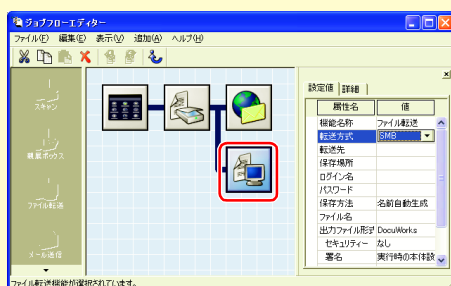 ジョブフローエディター
ファイル(F) 編集(E) 表示(V) 追加(A) ヘルプ(H)
スキャン
親展ボックス
ファイル転送
メール送信
設定値 詳細
属性名 値
機能名称 ファイル転送
転送方式 SMB
転送先
保存場所
ログイン名
パスワード
保存方法 名前自動生成
ファイル名
出力ファイル形式 DocuWorks
セキュリティー なし
署名 実行時の本体設
ファイル転送機能が選択されています。